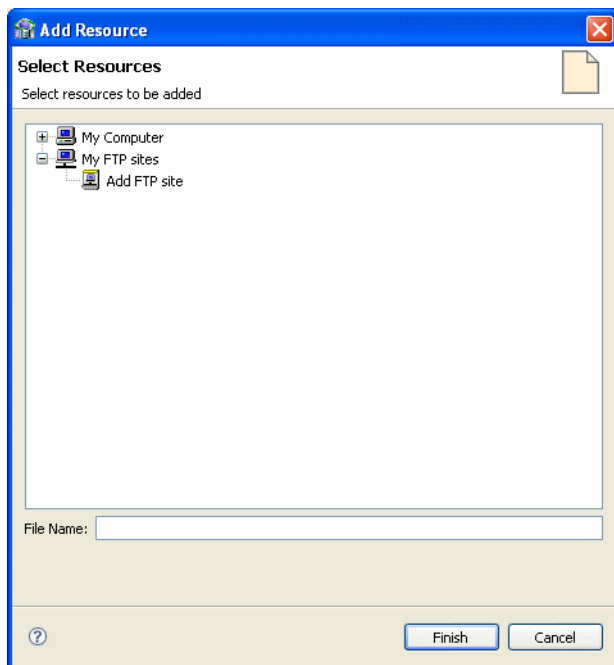 Add Resource
Select Resources
Select resources to be added
My Computer
My FTP sites
Add FTP site
File Name:
? Finish Cancel